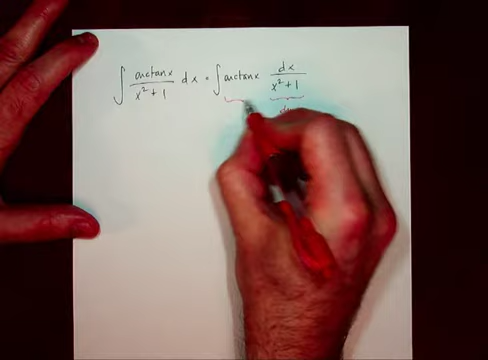 ∫ arctan x / x² + 1 dx = ∫ arctan x dx / x² + 1